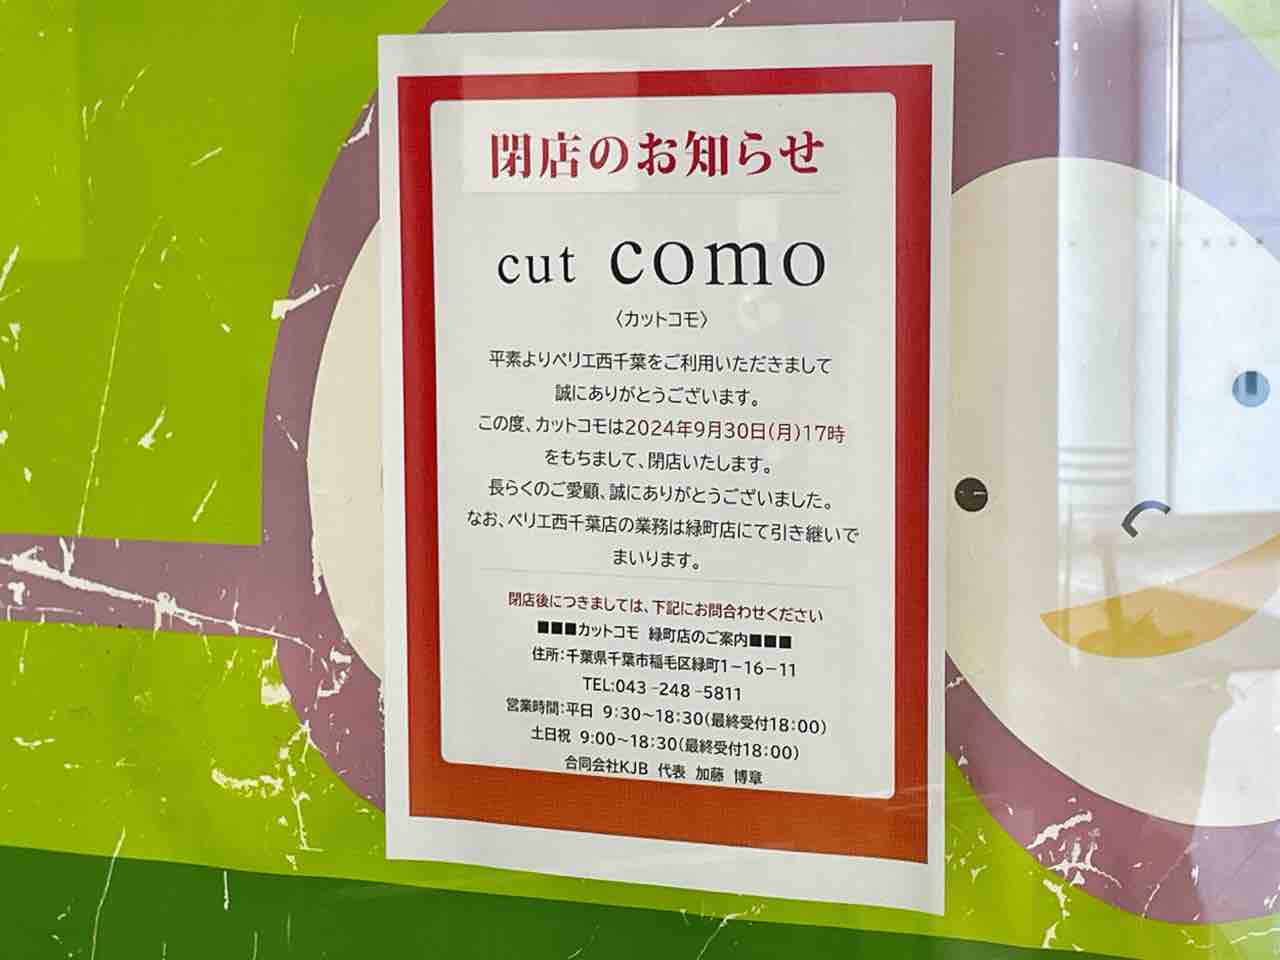 閉店のお知らせ
cut como
〈カットコモ〉
平素よりペリエ西千葉をご利用いただきまして
誠にありがとうございます。
この度、カットコモは2024年9月30日(月)17時
をもちまして、閉店いたします。
長らくのご愛顧、誠にありがとうございました。
なお、ペリエ西千葉店の業務は緑町店にて引き継いで
まいります。
閉店後につきましては、下記にお問合わせください
■■■カットコモ 緑町店のご案内■■■
住所:千葉県千葉市稲毛区緑町1-16-11
TEL:043-248-5811
営業時間:平日 9:30~18:30(最終受付18:00)
土日祝 9:00~18:30(最終受付18:00)
合同会社KJB 代表 加藤 博章